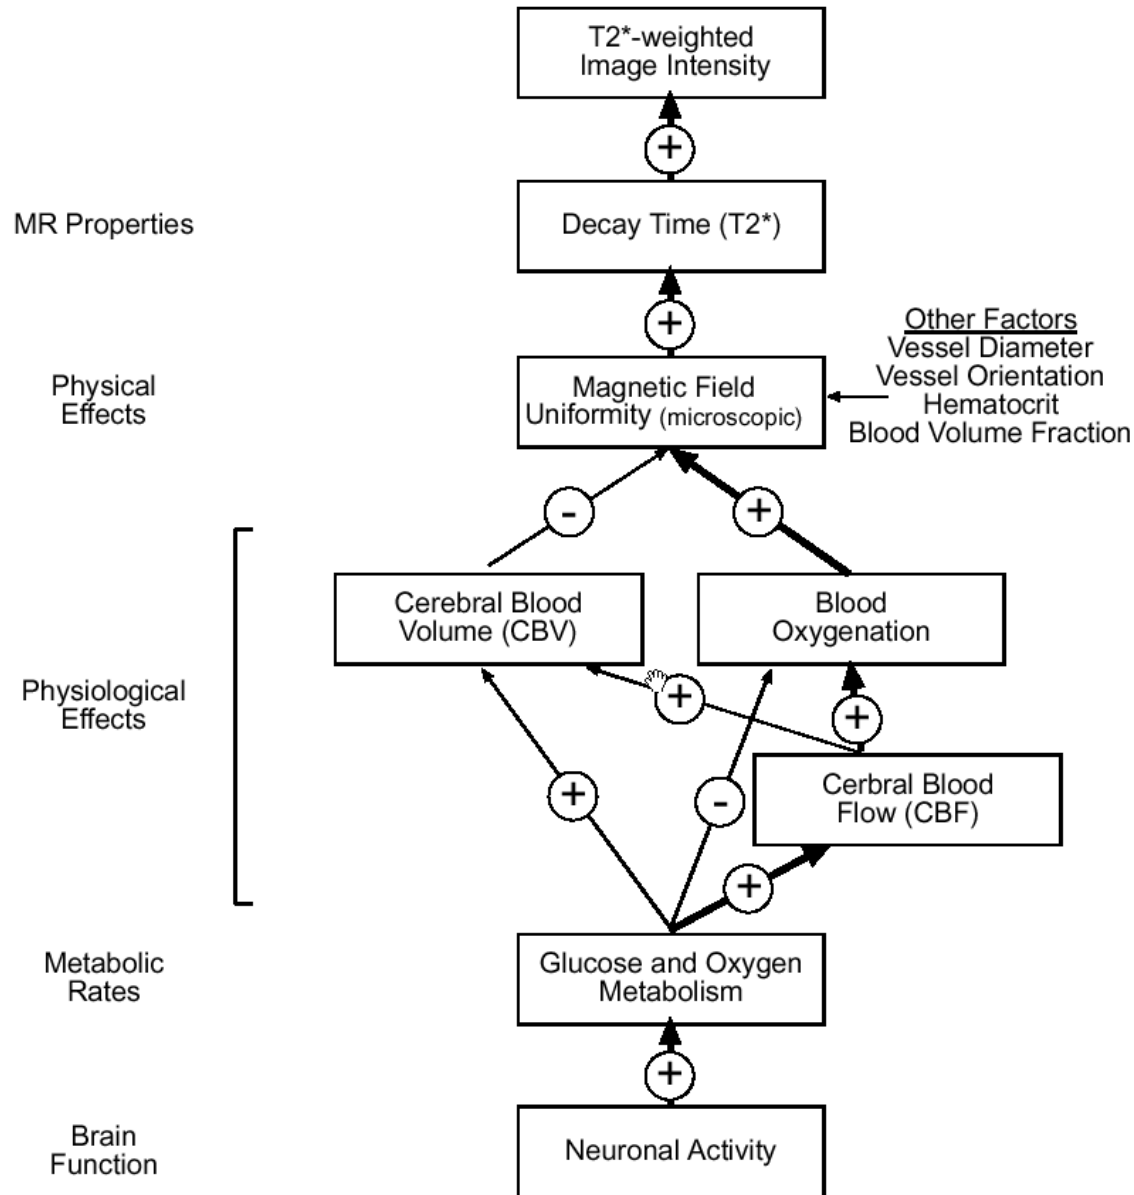 T2*-weighted
Image Intensity
+
MR Properties
Decay Time (T2*)
+
Other Factors
Vessel Diameter
Vessel Orientation
Hematocrit
Blood Volume Fraction
Physical
Effects
Magnetic Field
Uniformity (microscopic)
-
+
Cerebral Blood
Volume (CBV)
Blood
Oxygenation
Physiological
Effects
+
+
+
-
Cerbral Blood
Flow (CBF)
+
Metabolic
Rates
Glucose and Oxygen
Metabolism
+
Brain
Function
Neuronal Activity